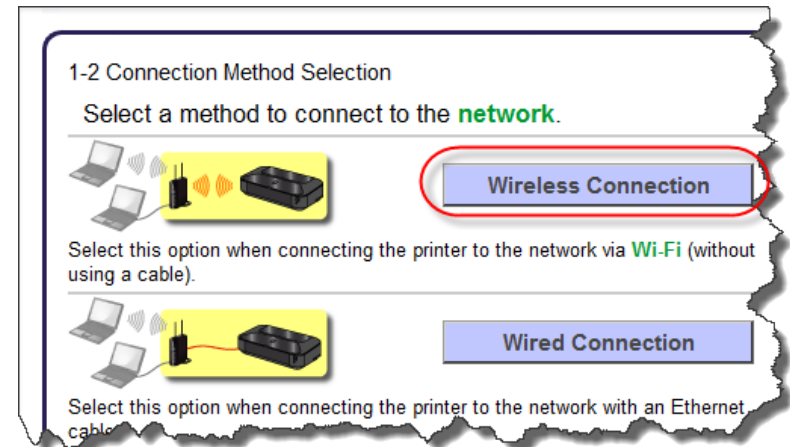 1-2 Connection Method Selection
Select a method to connect to the network.
Wireless Connection
Select this option when connecting the printer to the network via Wi-Fi (without
using a cable).
Wired Connection
Select this option when connecting the printer to the network with an Ethernet